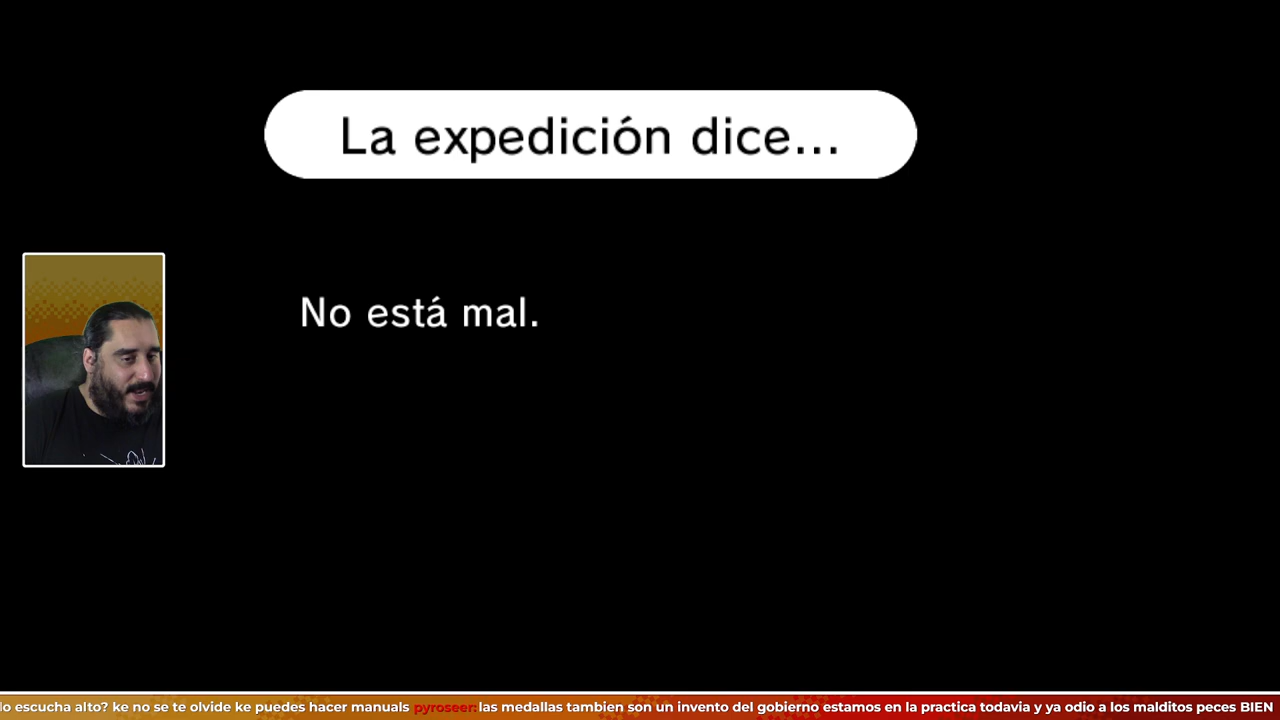 La expedición dice...
No está mal.
lo escucha alto? ke no se te olvide ke puedes hacer manuals pyroseer: las medallas tambien son un invento del gobierno estamos en la practica todavia y ya odio a los malditos peces BIEN